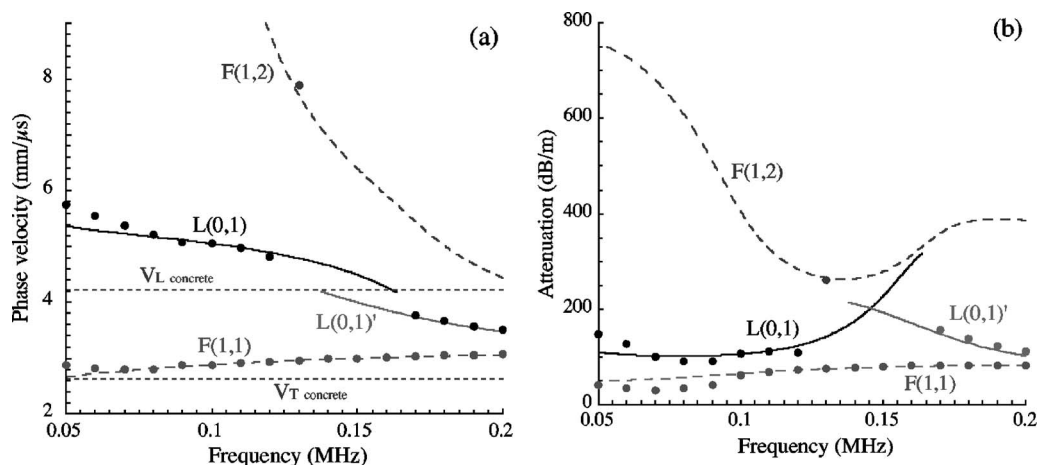 (a)
Phase velocity (mm/µs)
8
6
4
2
F(1,2)
L(0,1)
VL concrete
L(0,1)'
F(1,1)
VT concrete
0.05
0.1
0.15
0.2
Frequency (MHz)
(b)
Attenuation (dB/m)
800
600
400
200
0
F(1,2)
L(0,1)
L(0,1)'
F(1,1)
0.05
0.1
0.15
0.2
Frequency (MHz)